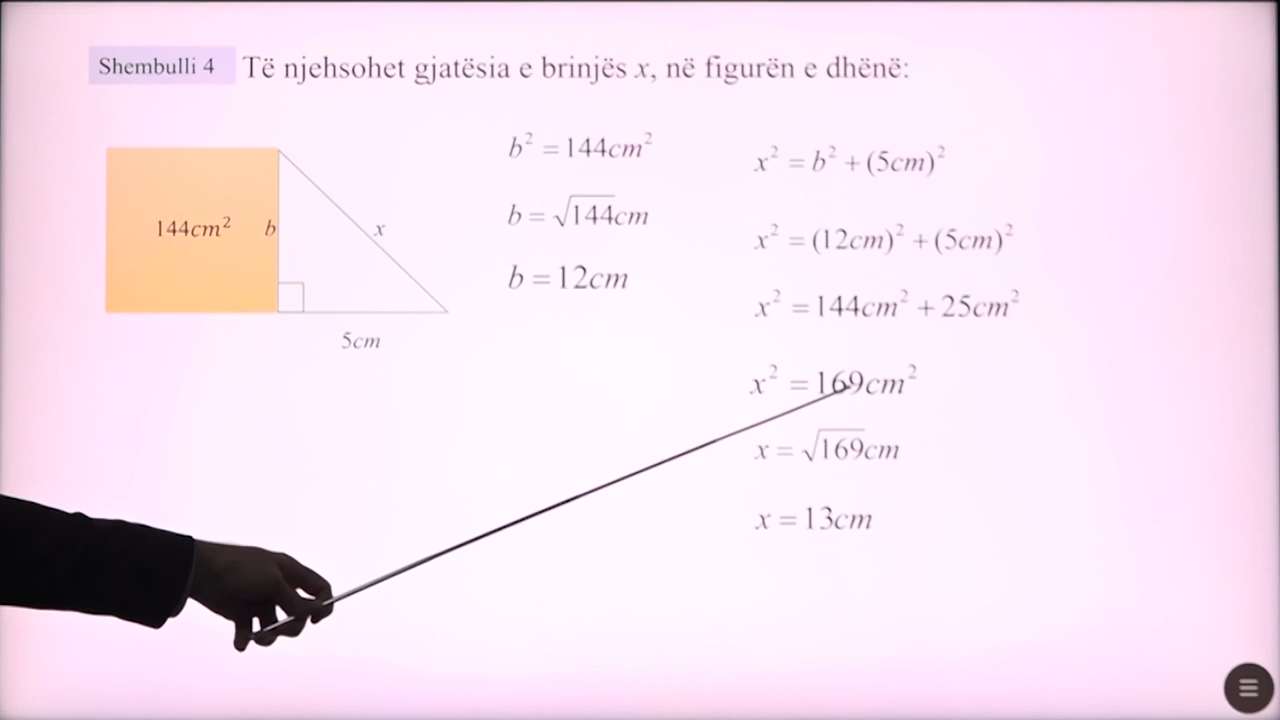 Shembulli 4 Të njehsohet gjatësia e brinjës x, në figurën e dhënë:
144cm² b
x
5cm
b² = 144cm²
b = √144cm
b = 12cm
x² = b² + (5cm)²
x² = (12cm)² + (5cm)²
x² = 144cm² + 25cm²
x² = 169cm²
x = √169cm
x = 13cm